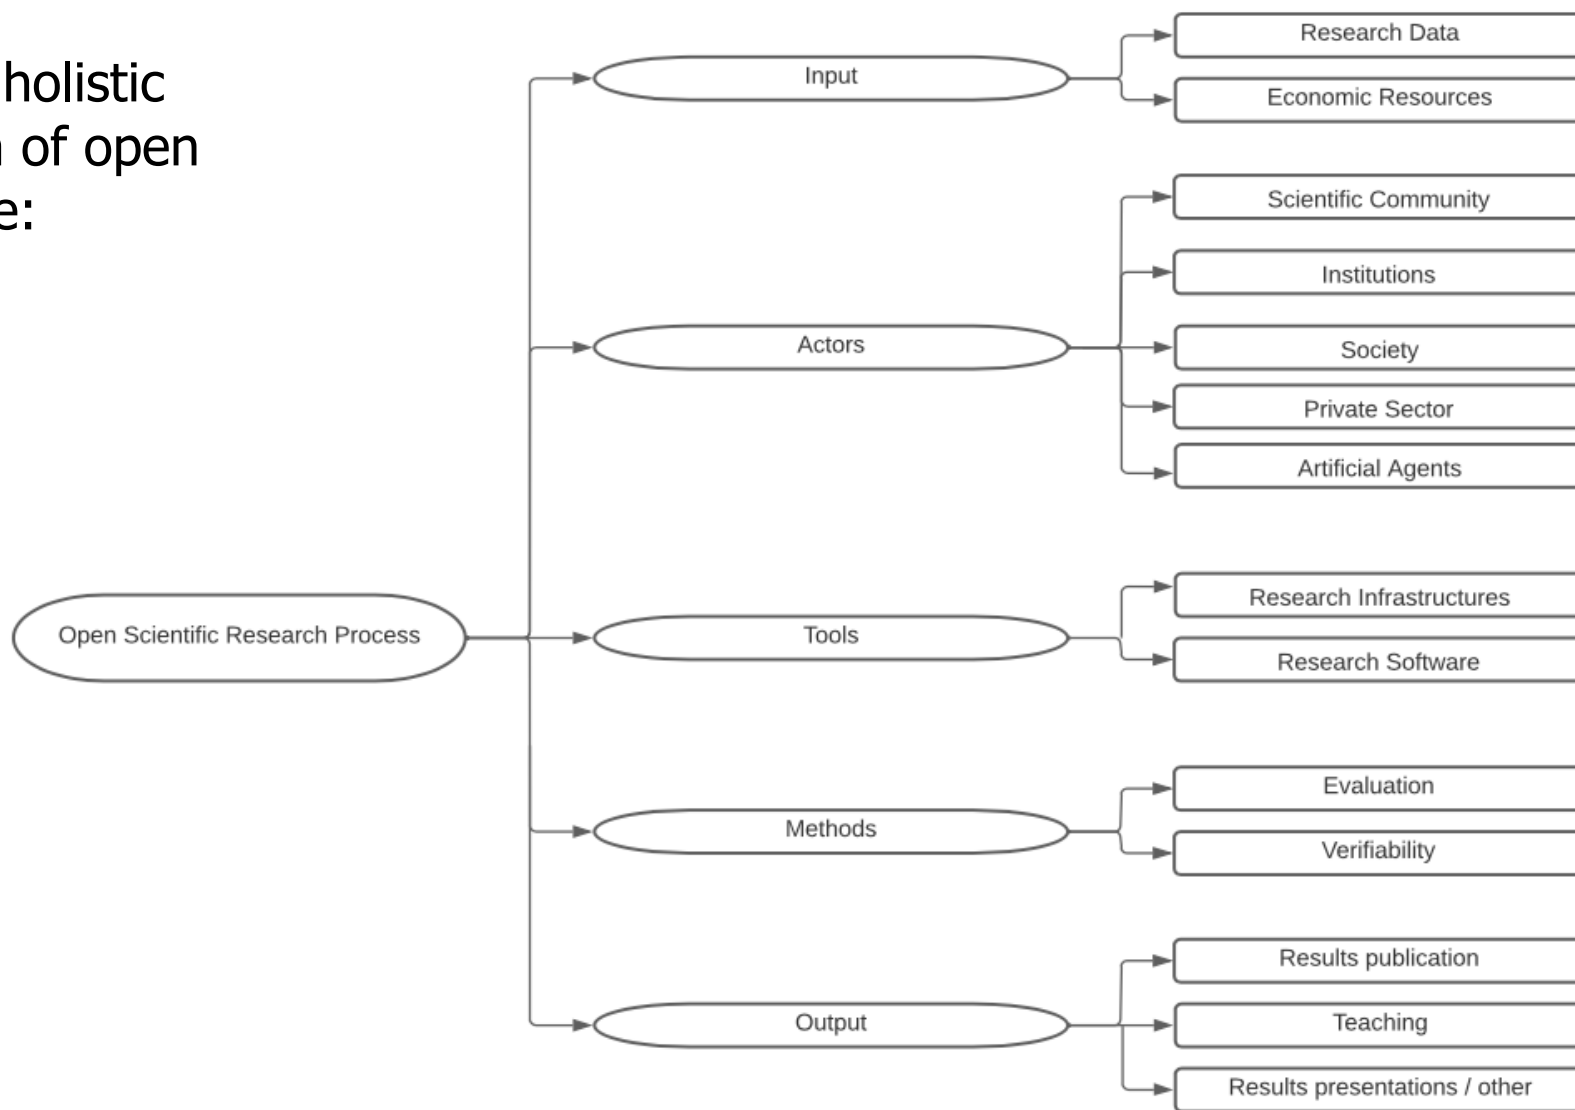 holistic
of open
e:
Open Scientific Research Process
Input
Research Data
Economic Resources
Actors
Scientific Community
Institutions
Society
Private Sector
Artificial Agents
Tools
Research Infrastructures
Research Software
Methods
Evaluation
Verifiability
Output
Results publication
Teaching
Results presentations / other